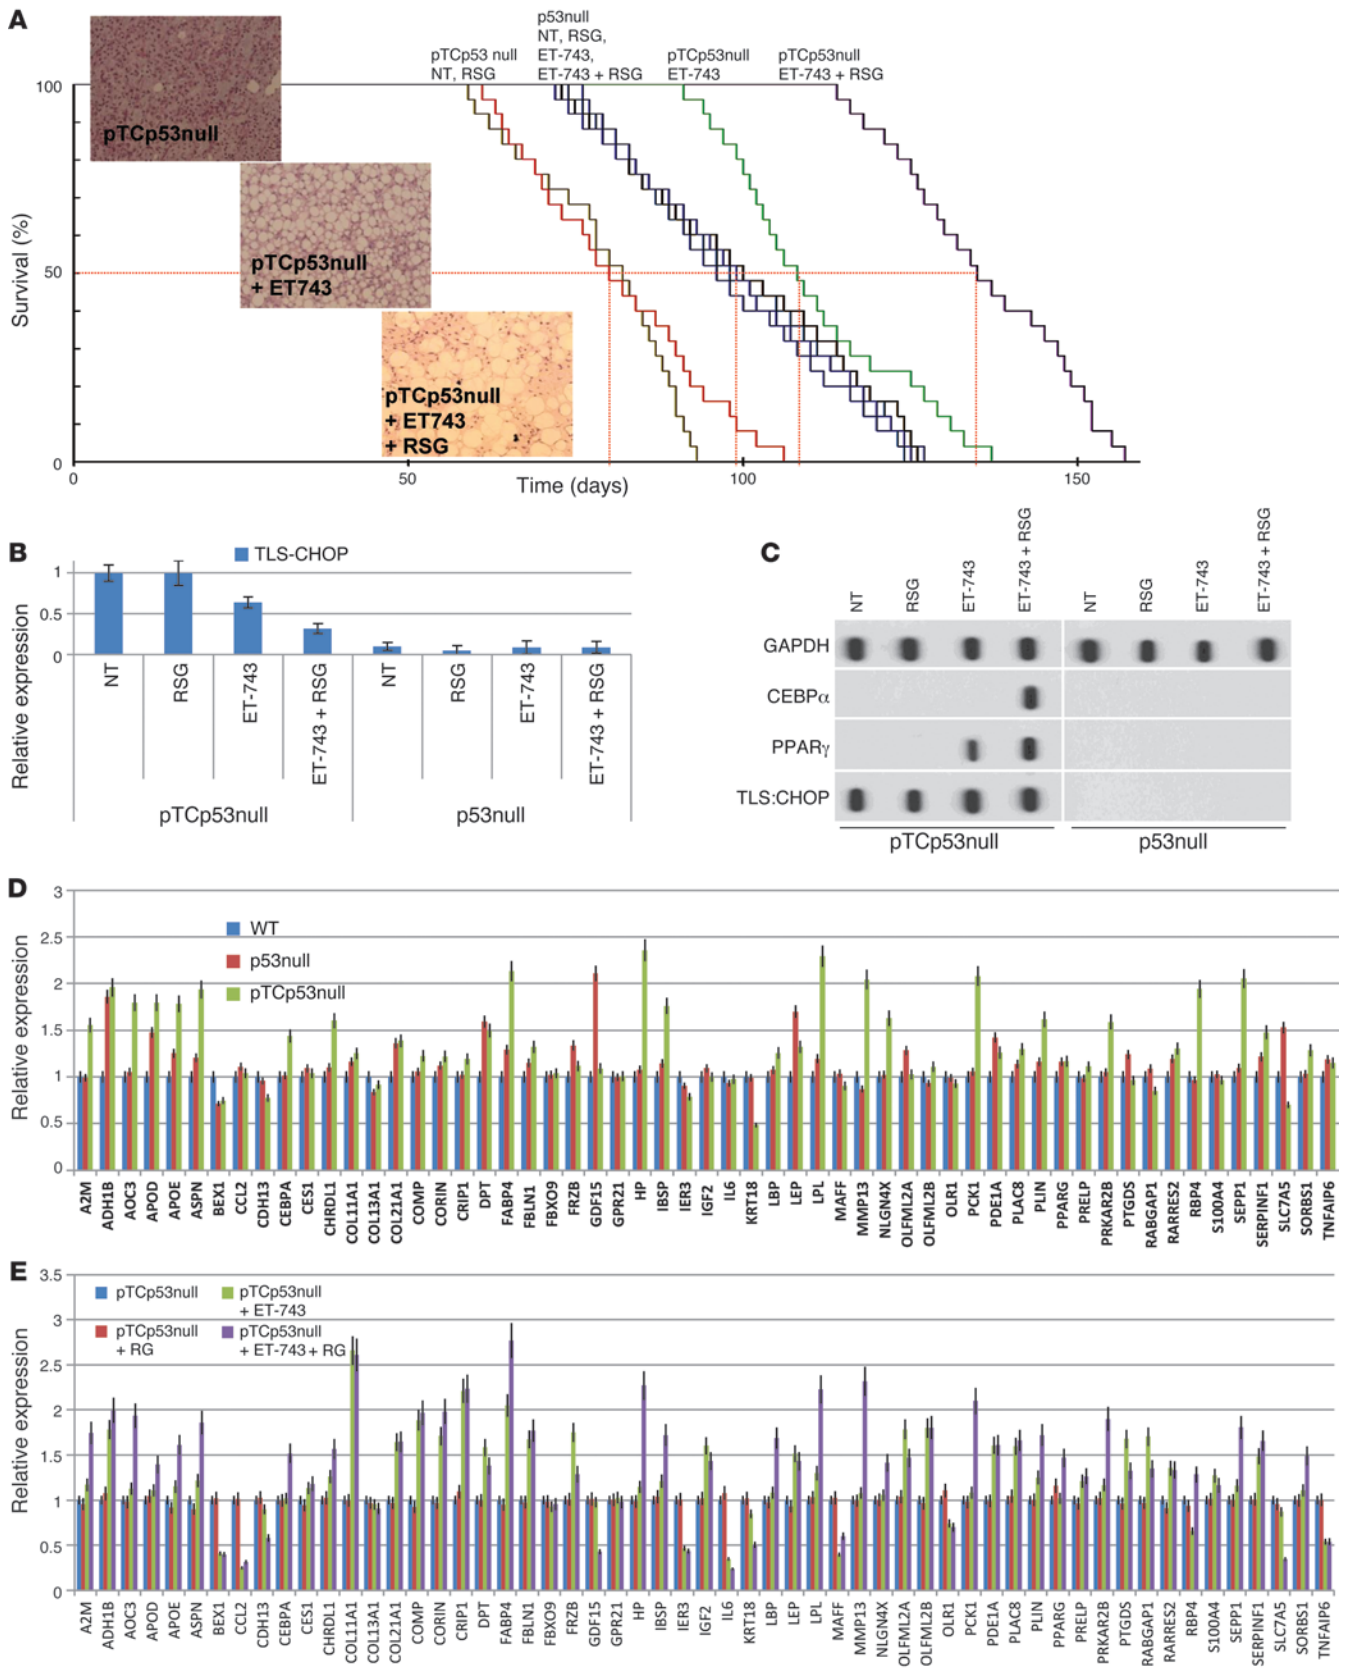 A
pTCp53 null
NT, RSG
p53null
NT, RSG,
ET-743,
ET-743 + RSG
pTCp53null
ET-743
pTCp53null
ET-743 + RSG
Survival (%)
100
50
0
pTCp53null
pTCp53null
+ ET743
pTCp53null
+ ET743
+ RSG
0 50 100 150
Time (days)
B
TLS-CHOP
Relative expression
1
0.5
0
NT RSG ET-743 ET-743 + RSG NT RSG ET-743 ET-743 + RSG
pTCp53null p53null
C
NT RSG ET-743 ET-743 + RSG NT RSG ET-743 ET-743 + RSG
GAPDH
CEBPα
PPARγ
TLS:CHOP
pTCp53null p53null
D
Relative expression
3
2.5
2
1.5
1
0.5
0
WT
p53null
pTCp53null
A2M ADH1B AOC3 APOD APOE ASPN BEX1 CCL2 CDH13 CEBPA CES1 CHRDL1 COL11A1 COL13A1 COL21A1 COMP CORIN CRIP1 DPT FABP4 FBLN1 FBXO9 FRZB GDF15 GPR21 HP IBSP IER3 IGF2 IL6 KRT18 LBP LEP LPL MAFF MMP13 NLGN4X OLFML2A OLFML2B OLR1 PCK1 PDE1A PLAC8 PLIN PPARG PRELP PRKAR2B PTGDS RABGAP1 RARRES2 RBP4 S100A4 SEPP1 SERPINF1 SLC7A5 SORBS1 TNFAIP6
E
Relative expression
3.5
3
2.5
2
1.5
1
0.5
0
pTCp53null
pTCp53null
+ RG
pTCp53null
+ ET-743
pTCp53null
+ ET-743 + RG
A2M ADH1B AOC3 APOD APOE ASPN BEX1 CCL2 CDH13 CEBPA CES1 CHRDL1 COL11A1 COL13A1 COL21A1 COMP CORIN CRIP1 DPT FABP4 FBLN1 FBXO9 FRZB GDF15 GPR21 HP IBSP IER3 IGF2 IL6 KRT18 LBP LEP LPL MAFF MMP13 NLGN4X OLFML2A OLFML2B OLR1 PCK1 PDE1A PLAC8 PLIN PPARG PRELP PRKAR2B PTGDS RABGAP1 RARRES2 RBP4 S100A4 SEPP1 SERPINF1 SLC7A5 SORBS1 TNFAIP6